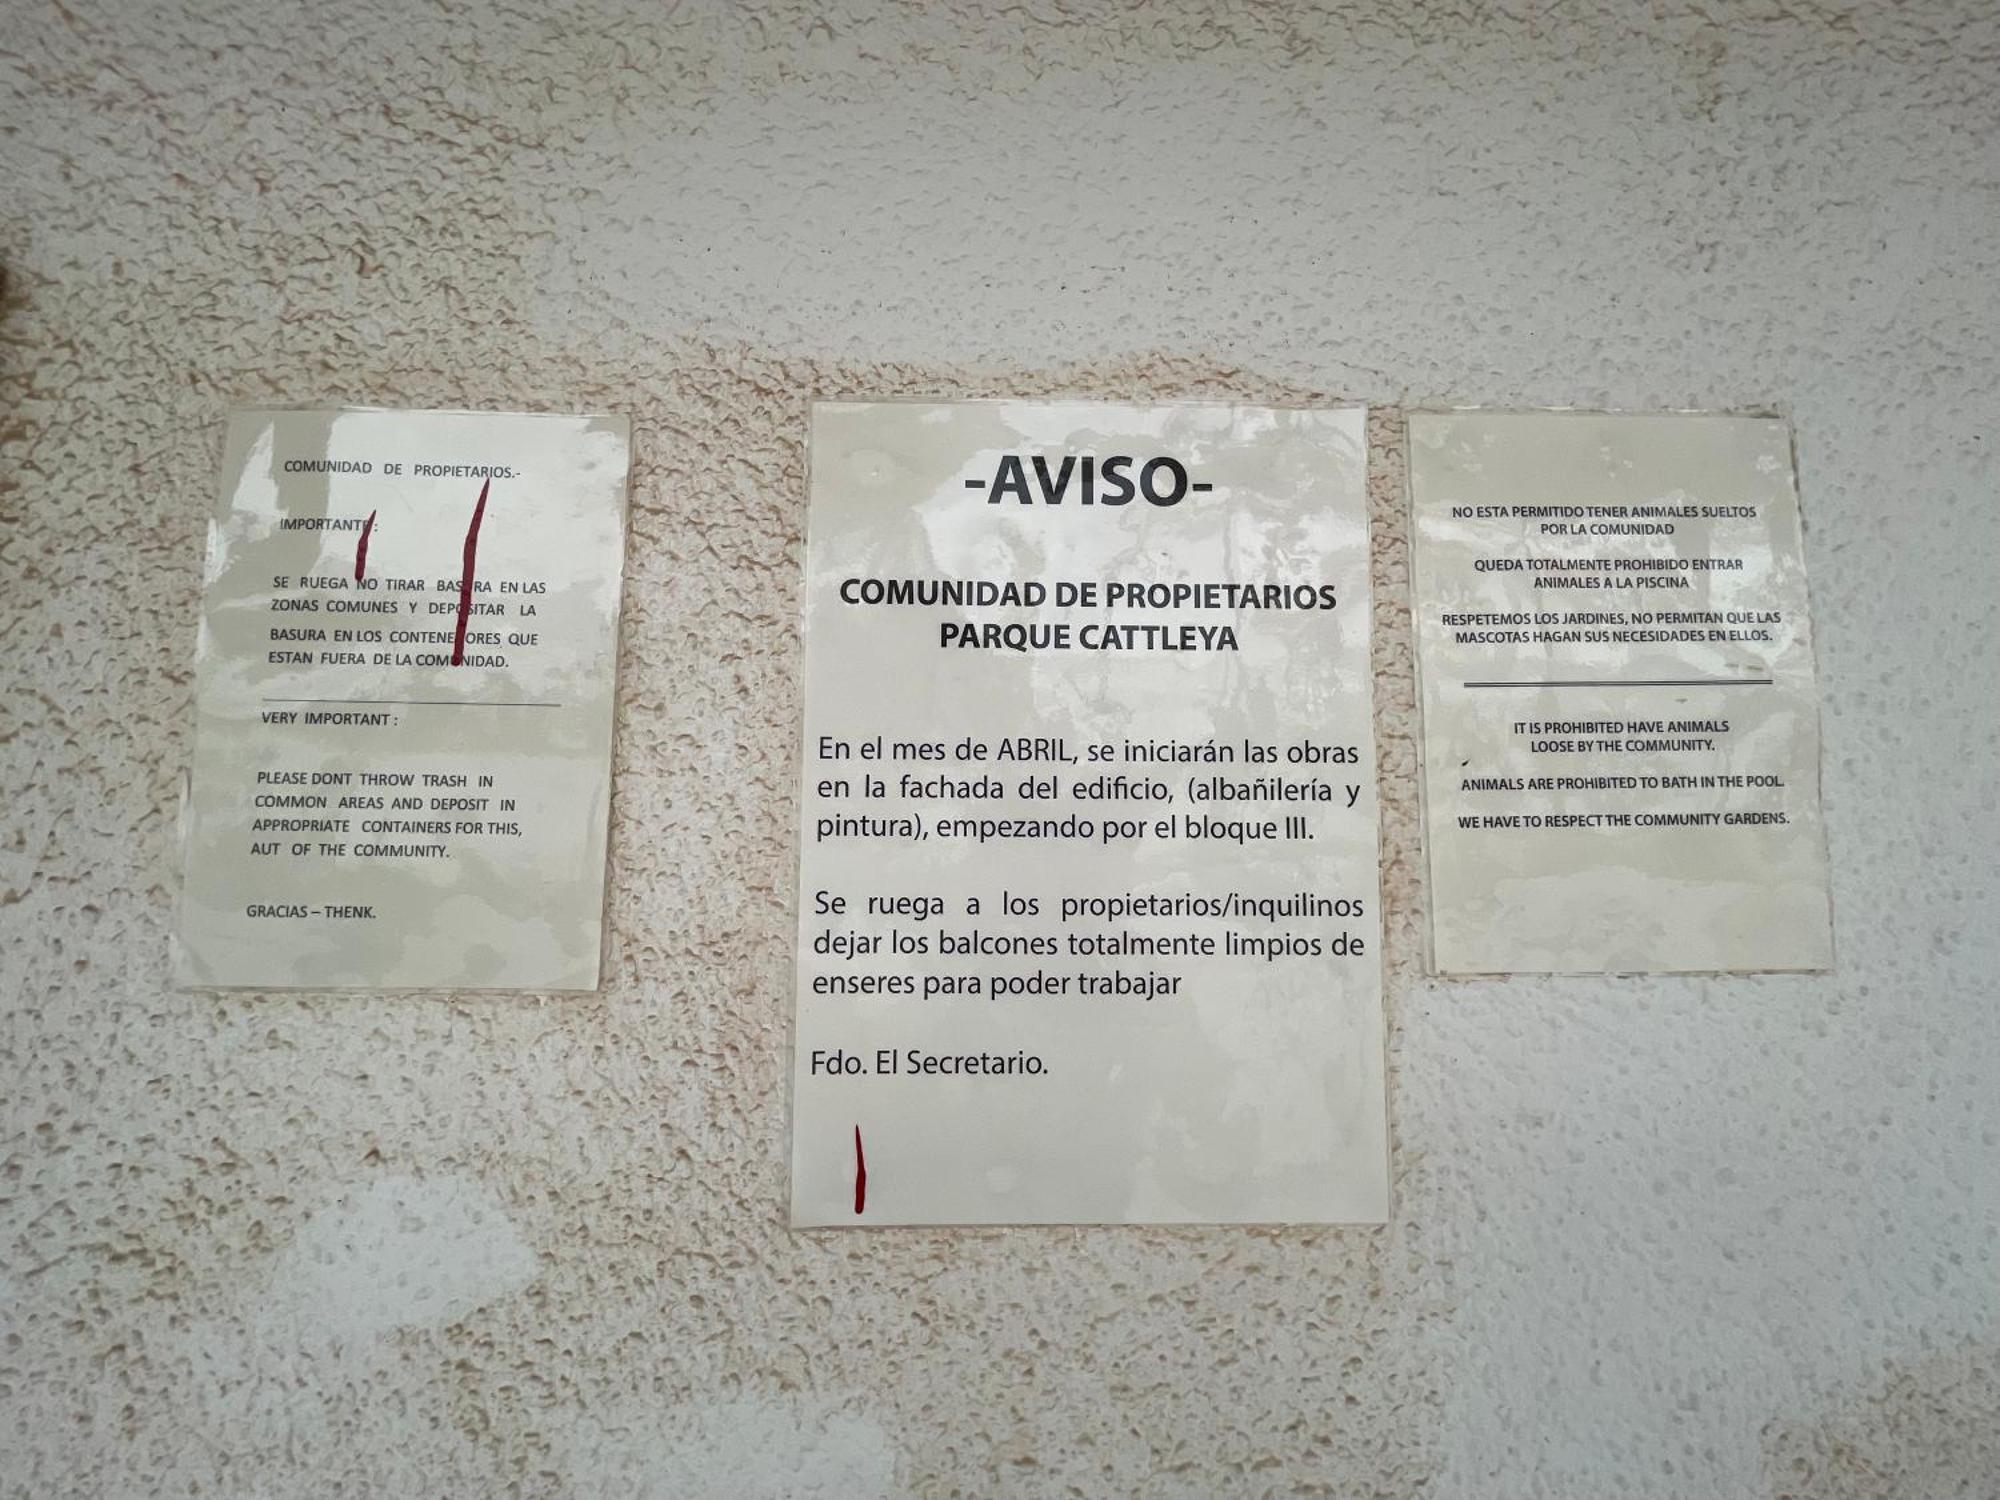 COMUNIDAD DE PROPIETARIOS.-
IMPORTANTE :
SE RUEGA NO TIRAR BASURA EN LAS
ZONAS COMUNES Y DEPOSITAR LA
BASURA EN LOS CONTENEDORES QUE
ESTAN FUERA DE LA COMUNIDAD.
VERY IMPORTANT :
PLEASE DONT THROW TRASH IN
COMMON AREAS AND DEPOSIT IN
APPROPRIATE CONTAINERS FOR THIS,
AUT OF THE COMMUNITY.
GRACIAS – THENK.
-AVISO-
COMUNIDAD DE PROPIETARIOS
PARQUE CATTLEYA
En el mes de ABRIL, se iniciarán las obras
en la fachada del edificio, (albañilería y
pintura), empezando por el bloque III.
Se ruega a los propietarios/inquilinos
dejar los balcones totalmente limpios de
enseres para poder trabajar
Fdo. El Secretario.
NO ESTA PERMITIDO TENER ANIMALES SUELTOS
POR LA COMUNIDAD
QUEDA TOTALMENTE PROHIBIDO ENTRAR
ANIMALES A LA PISCINA
RESPETEMOS LOS JARDINES, NO PERMITAN QUE LAS
MASCOTAS HAGAN SUS NECESIDADES EN ELLOS.
IT IS PROHIBITED HAVE ANIMALS
LOOSE BY THE COMMUNITY.
ANIMALS ARE PROHIBITED TO BATH IN THE POOL.
WE HAVE TO RESPECT THE COMMUNITY GARDENS.